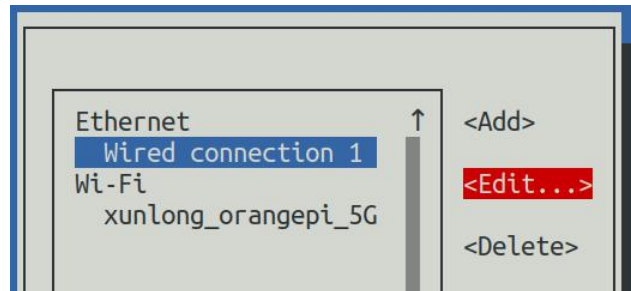 Ethernet ↑ <Add>
Wired connection 1
Wi-Fi <Edit...>
xunlong_orangepi_5G
<Delete>